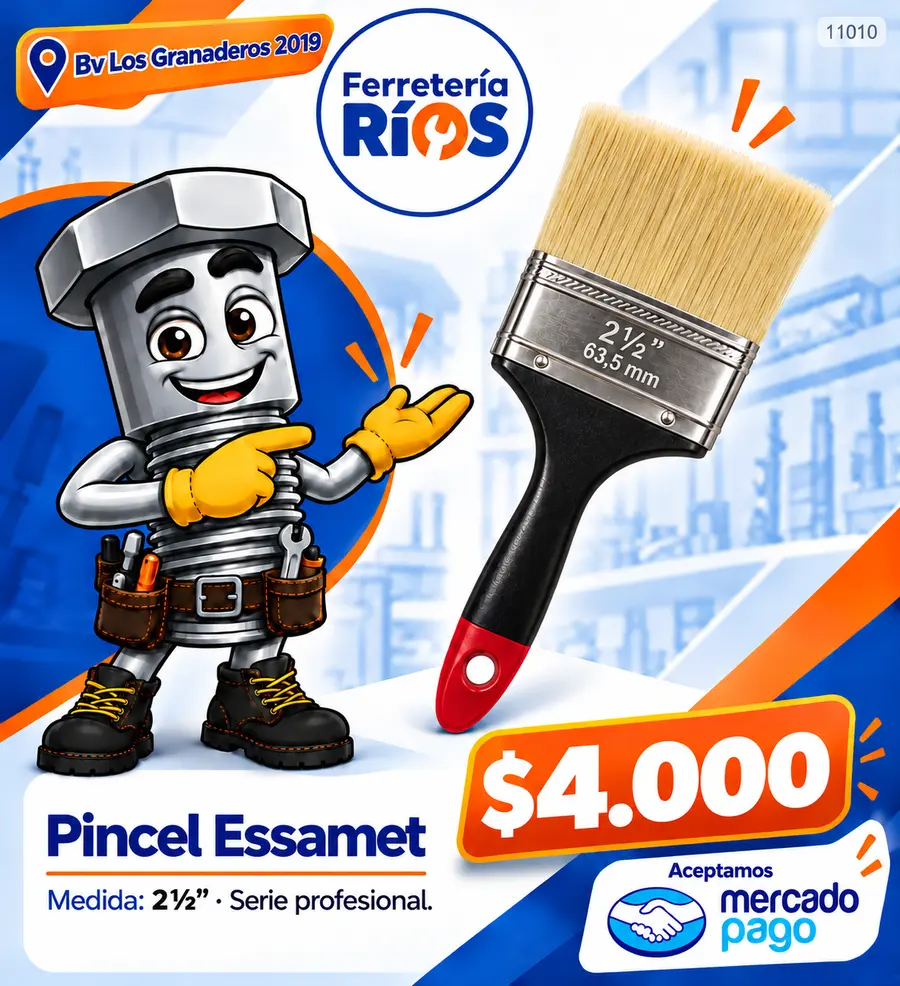 Bv Los Granaderos 2019
11010
Ferretería
RÍOS
2½”
63,5 mm
$4.000
Pincel Essamet
Medida: 2½” · Serie profesional.
Aceptamos
mercado
pago